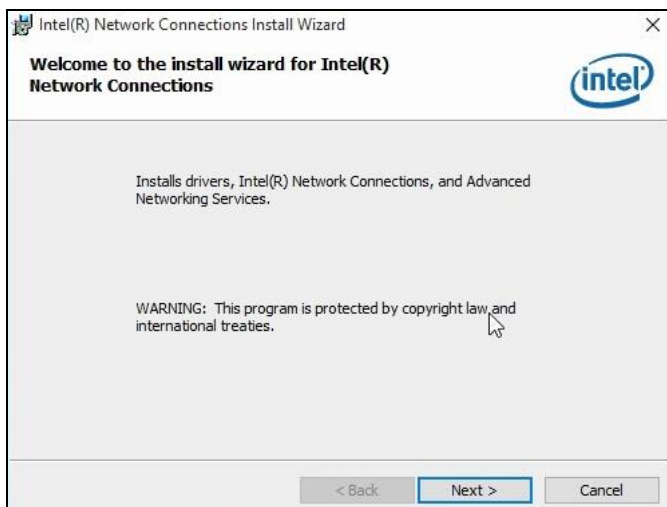 Intel(R) Network Connections Install Wizard
Welcome to the install wizard for Intel(R)
Network Connections
intel
Installs drivers, Intel(R) Network Connections, and Advanced
Networking Services.
WARNING: This program is protected by copyright law and
international treaties.
< Back
Next >
Cancel